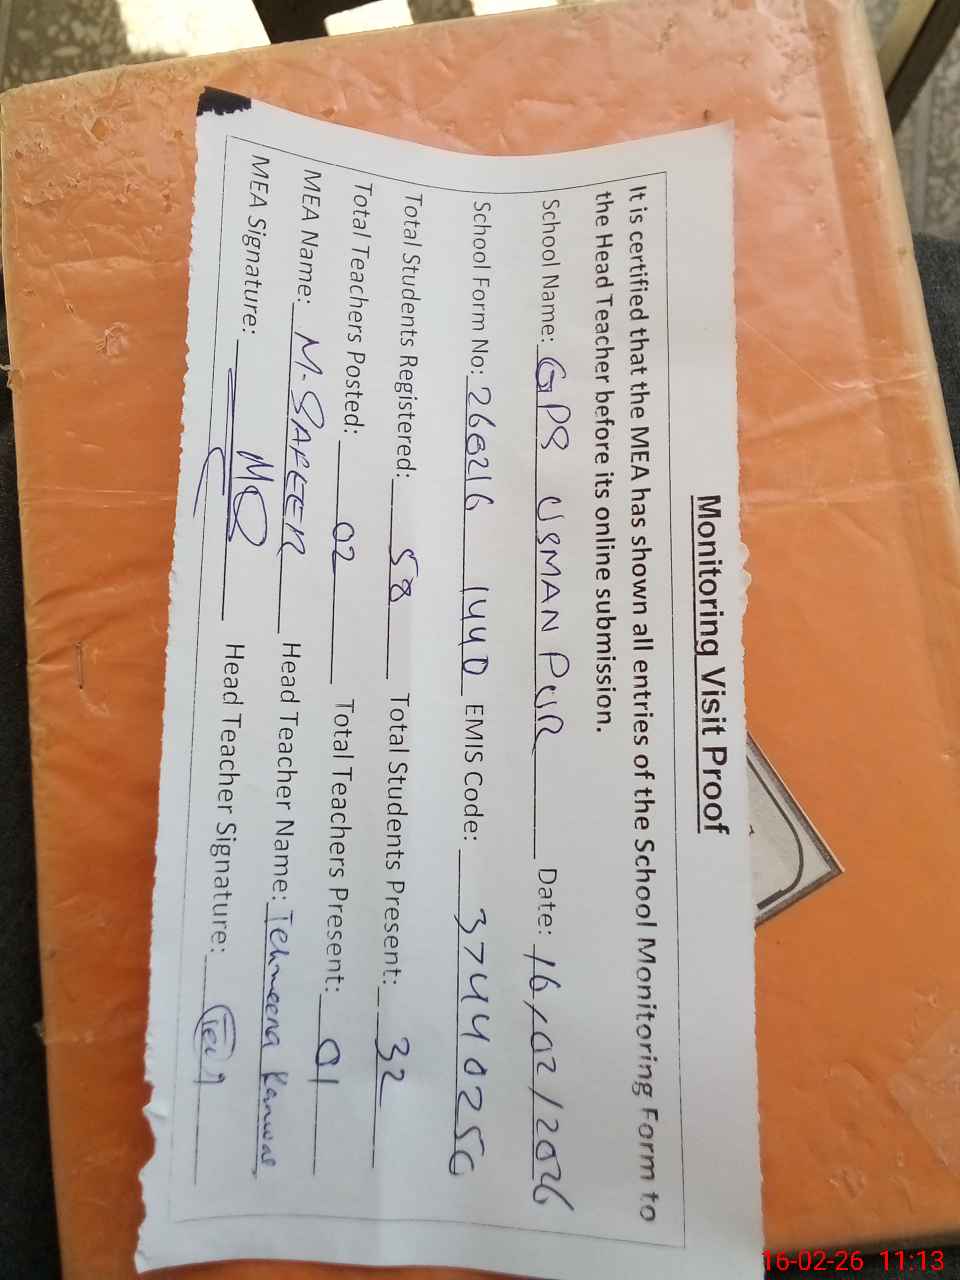 Monitoring Visit Proof
It is certified that the MEA has shown all entries of the School Monitoring Form to
the Head Teacher before its online submission.
School Name: GPS USMAN PUR Date: 16/02/2026
School Form No: 266216 1440 EMIS Code: 37440250
Total Students Registered: 58 Total Students Present: 32
Total Teachers Posted: 02 Total Teachers Present: 01
MEA Name: M. SAFEER Head Teacher Name: Tehmeena Kanwal
MEA Signature: Head Teacher Signature:
16-02-26 11:13